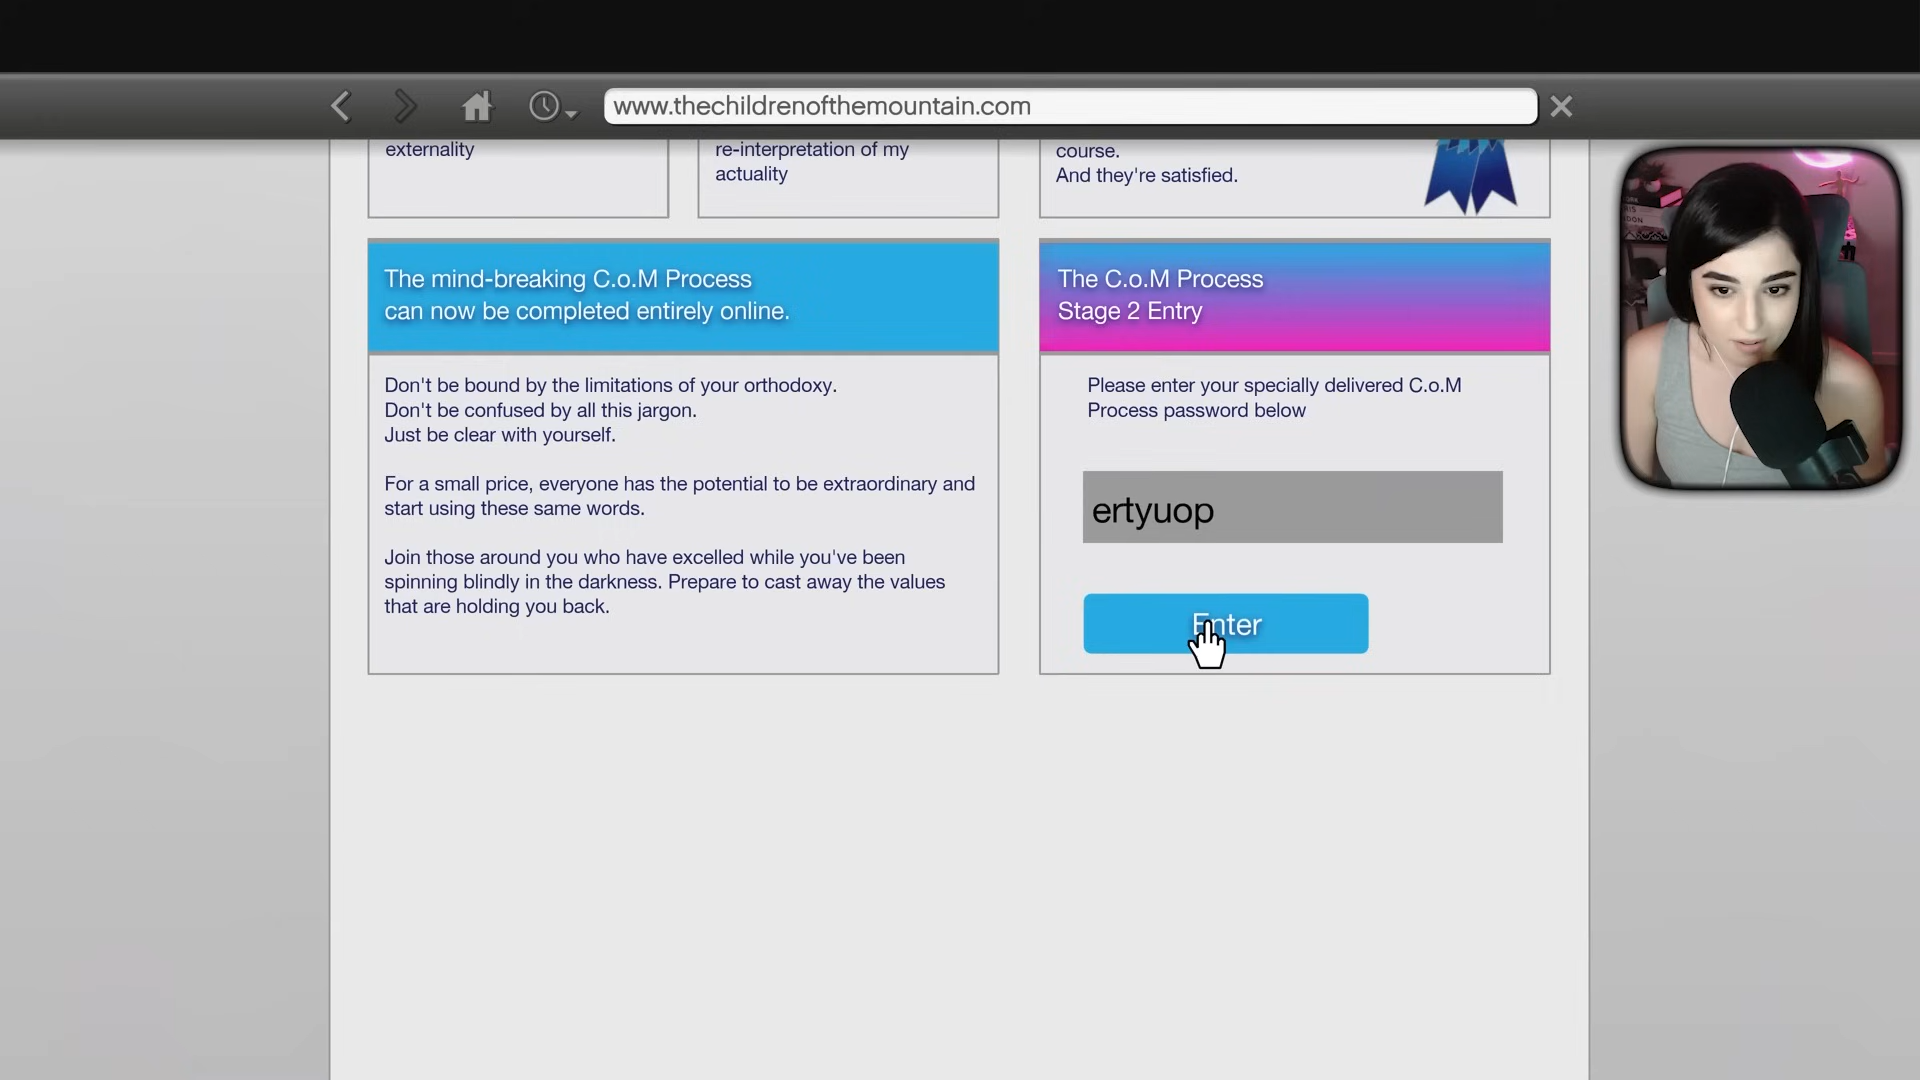 www.thechildrenofthemountain.com
externality
re-interpretation of my
actuality
course.
And they're satisfied.
The mind-breaking C.o.M Process
can now be completed entirely online.
Don't be bound by the limitations of your orthodoxy.
Don't be confused by all this jargon.
Just be clear with yourself.
For a small price, everyone has the potential to be extraordinary and
start using these same words.
Join those around you who have excelled while you've been
spinning blindly in the darkness. Prepare to cast away the values
that are holding you back.
The C.o.M Process
Stage 2 Entry
Please enter your specially delivered C.o.M
Process password below
ertyuop
Enter